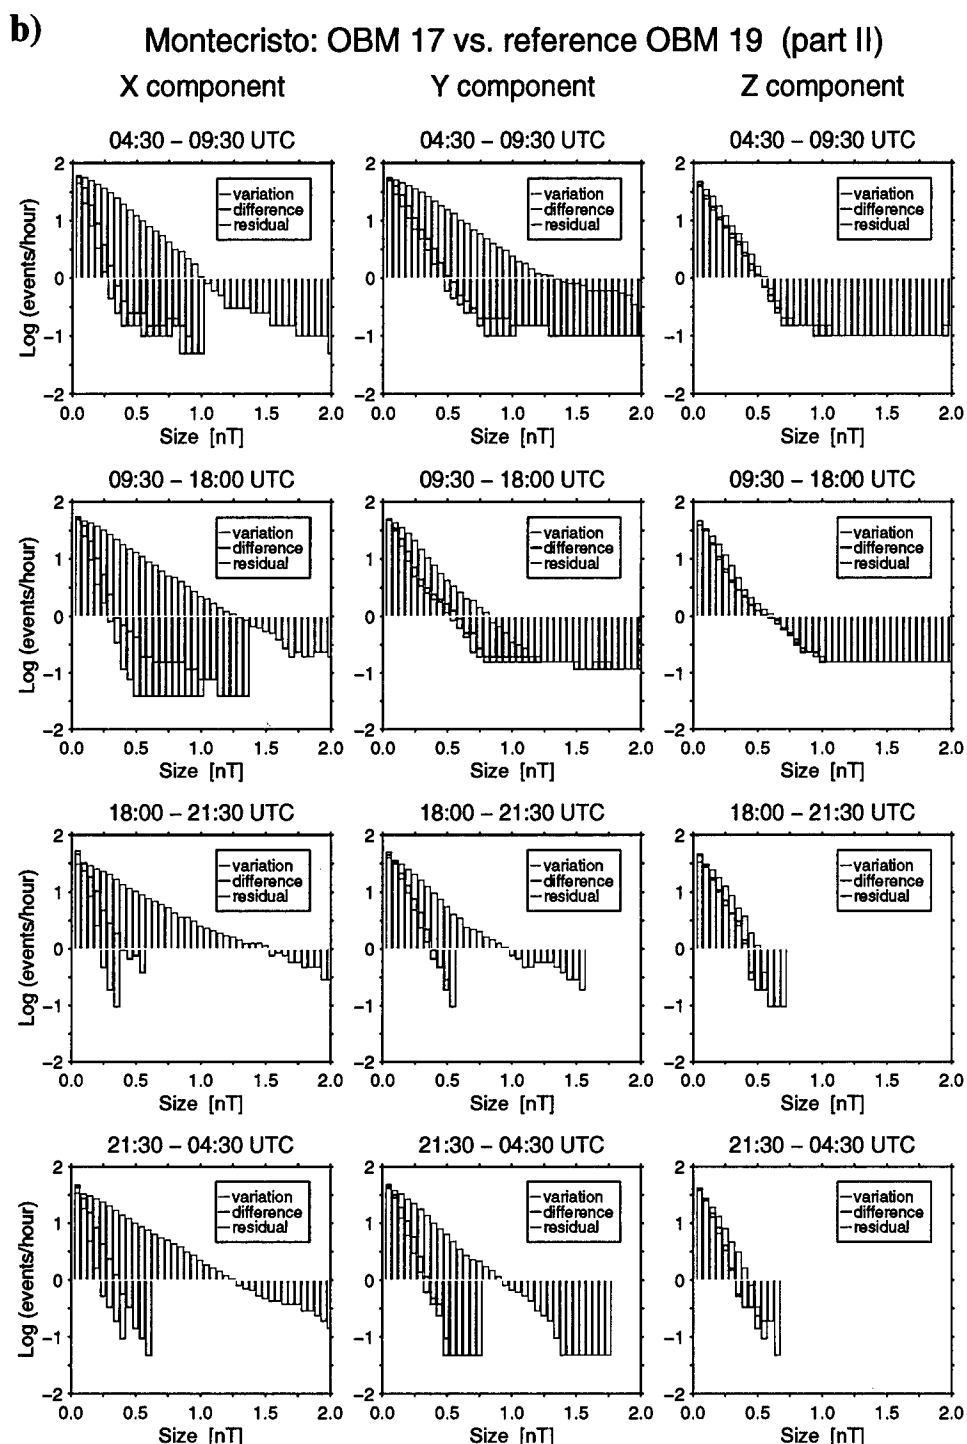 b)
Montecristo: OBM 17 vs. reference OBM 19 (part II)
X component Y component Z component
04:30 – 09:30 UTC 04:30 – 09:30 UTC 04:30 – 09:30 UTC
2 2 2
variation variation variation
difference difference difference
residual residual residual
1 1 1
0 0 0
−1 −1 −1
−2 −2 −2
Log (events/hour)
0.0 0.5 1.0 1.5 2.0 0.0 0.5 1.0 1.5 2.0 0.0 0.5 1.0 1.5 2.0
Size [nT] Size [nT] Size [nT]
09:30 – 18:00 UTC 09:30 – 18:00 UTC 09:30 – 18:00 UTC
2 2 2
variation variation variation
difference difference difference
residual residual residual
1 1 1
0 0 0
−1 −1 −1
−2 −2 −2
Log (events/hour)
0.0 0.5 1.0 1.5 2.0 0.0 0.5 1.0 1.5 2.0 0.0 0.5 1.0 1.5 2.0
Size [nT] Size [nT] Size [nT]
18:00 – 21:30 UTC 18:00 – 21:30 UTC 18:00 – 21:30 UTC
2 2 2
variation variation variation
difference difference difference
residual residual residual
1 1 1
0 0 0
−1 −1 −1
−2 −2 −2
Log (events/hour)
0.0 0.5 1.0 1.5 2.0 0.0 0.5 1.0 1.5 2.0 0.0 0.5 1.0 1.5 2.0
Size [nT] Size [nT] Size [nT]
21:30 – 04:30 UTC 21:30 – 04:30 UTC 21:30 – 04:30 UTC
2 2 2
variation variation variation
difference difference difference
residual residual residual
1 1 1
0 0 0
−1 −1 −1
−2 −2 −2
Log (events/hour)
0.0 0.5 1.0 1.5 2.0 0.0 0.5 1.0 1.5 2.0 0.0 0.5 1.0 1.5 2.0
Size [nT] Size [nT] Size [nT]